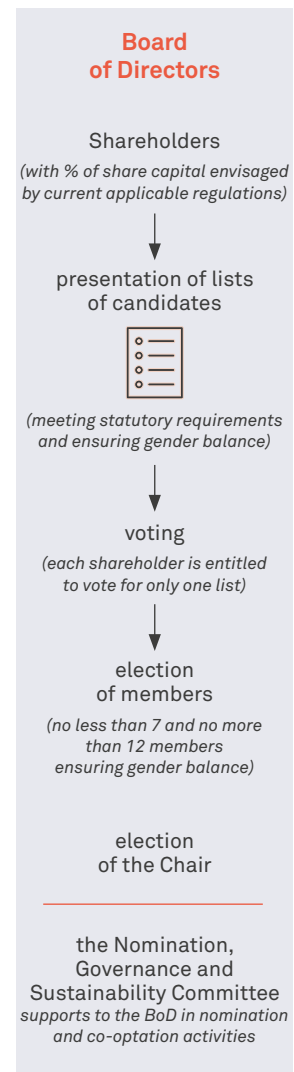 Board
of Directors
Shareholders
(with % of share capital envisaged
by current applicable regulations)
presentation of lists
of candidates
(meeting statutory requirements
and ensuring gender balance)
voting
(each shareholder is entitled
to vote for only one list)
election
of members
(no less than 7 and no more
than 12 members
ensuring gender balance)
election
of the Chair
the Nomination,
Governance and
Sustainability Committee
supports to the BoD in nomination
and co-optation activities